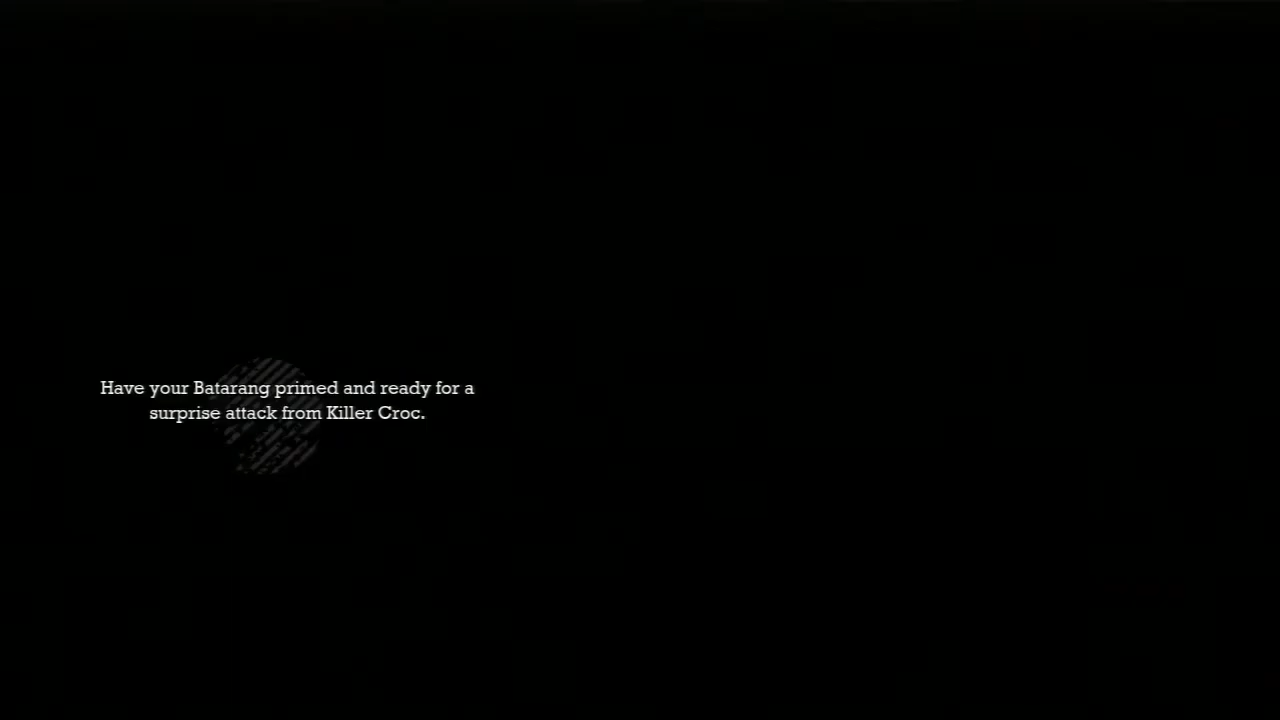 Have your Batarang primed and ready for a
surprise attack from Killer Croc.